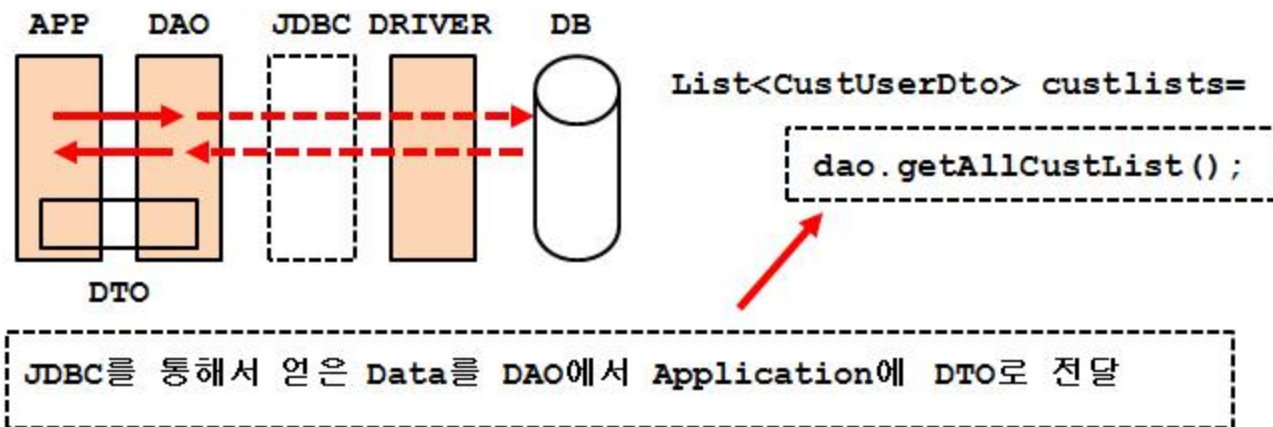 APP DAO JDBC DRIVER DB
List<CustUserDto> custlists=
dao.getAllCustList();
DTO
JDBC를 통해서 얻은 Data를 DAO에서 Application에 DTO로 전달